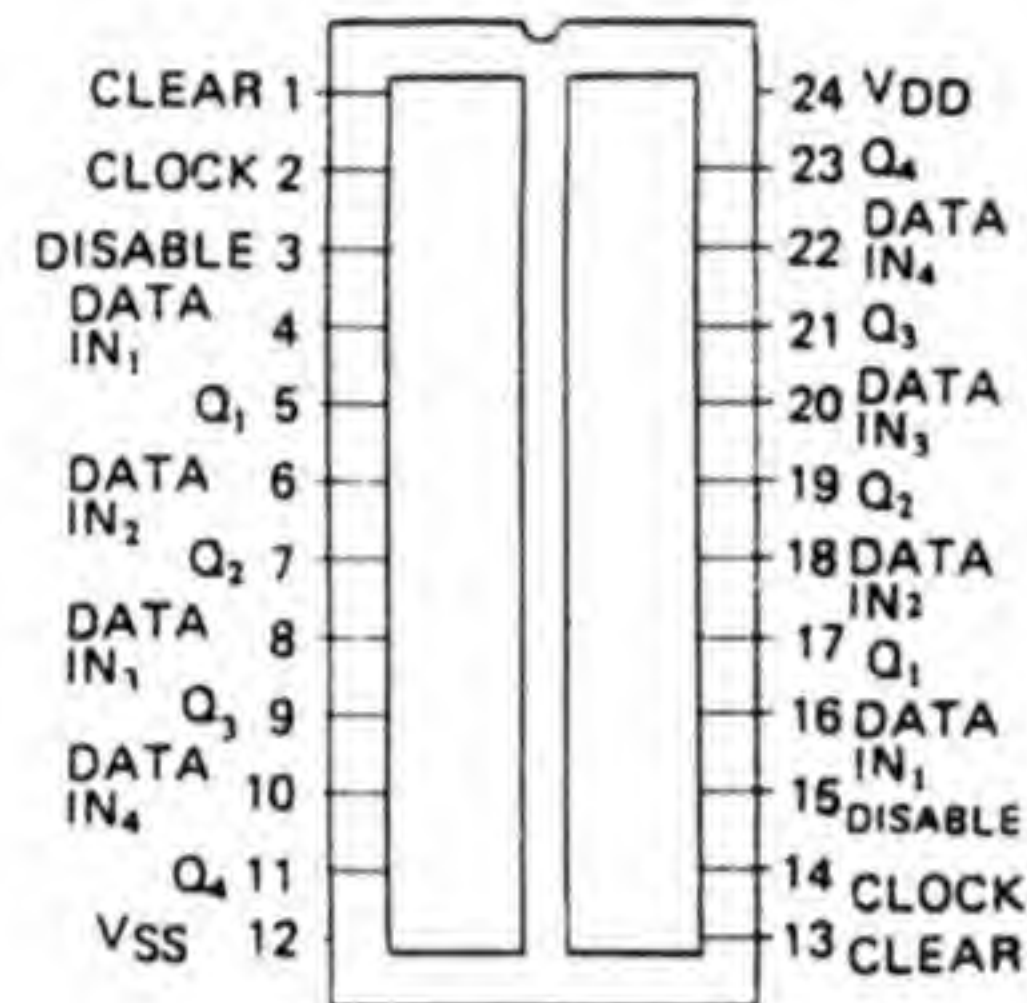 CLEAR 1
CLOCK 2
DISABLE 3
DATA
IN₁ 4
Q₁ 5
DATA
IN₂ 6
Q₂ 7
DATA
IN₃ 8
Q₃ 9
DATA
IN₄ 10
Q₄ 11
VSS 12
24 VDD
23 Q₄
22 DATA
IN₄
21 Q₃
20 DATA
IN₃
19 Q₂
18 DATA
IN₂
17 Q₁
16 DATA
IN₁
15 DISABLE
14 CLOCK
13 CLEAR